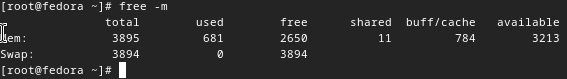 [root@fedora ~]# free -m
total used free shared buff/cache available
Mem: 3895 681 2650 11 784 3213
Swap: 3894 0 3894
[root@fedora ~]#